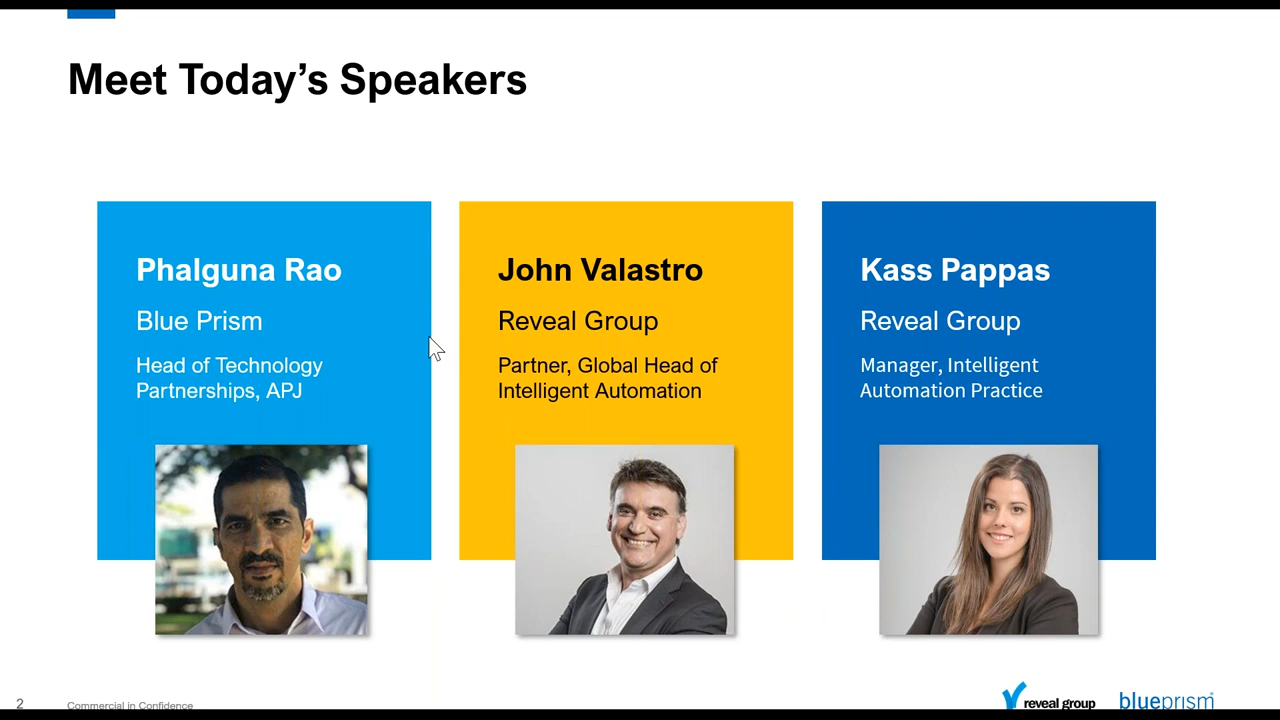 Meet Today’s Speakers
Phalguna Rao
Blue Prism
Head of Technology
Partnerships, APJ
John Valastro
Reveal Group
Partner, Global Head of
Intelligent Automation
Kass Pappas
Reveal Group
Manager, Intelligent
Automation Practice
2
Commercial in Confidence
reveal group
blueprism